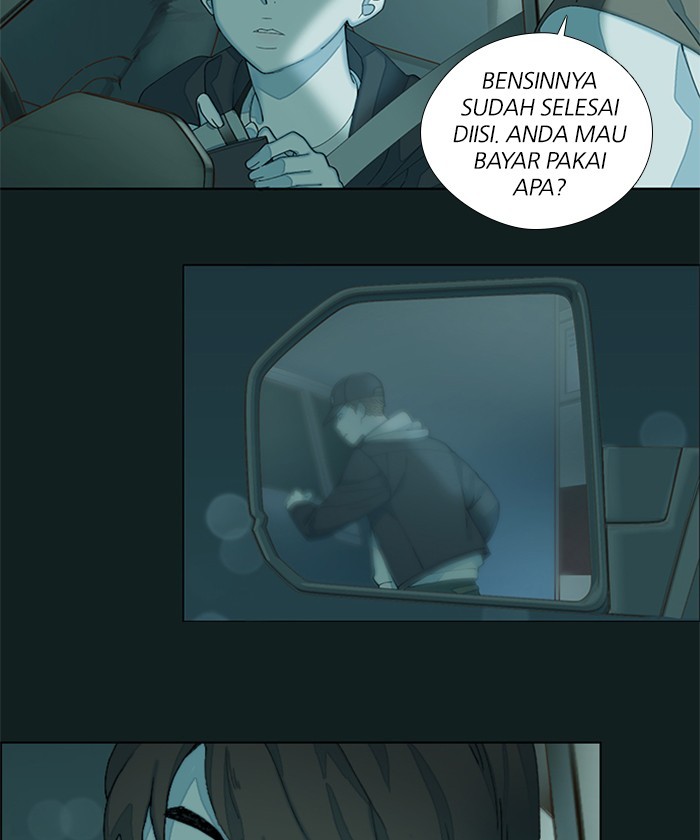 BENSINNYA
SUDAH SELESAI
DIISI. ANDA MAU
BAYAR PAKAI
APA?